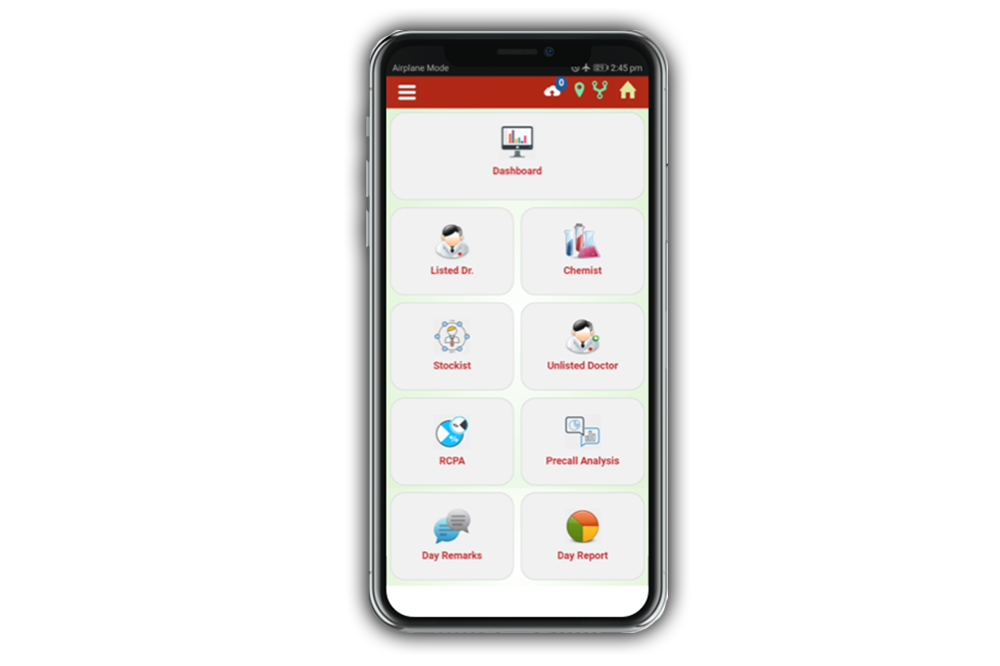 Airplane Mode
2:45 pm
0
Dashboard
Listed Dr.
Chemist
Stockist
Unlisted Doctor
RCPA
Precall Analysis
Day Remarks
Day Report